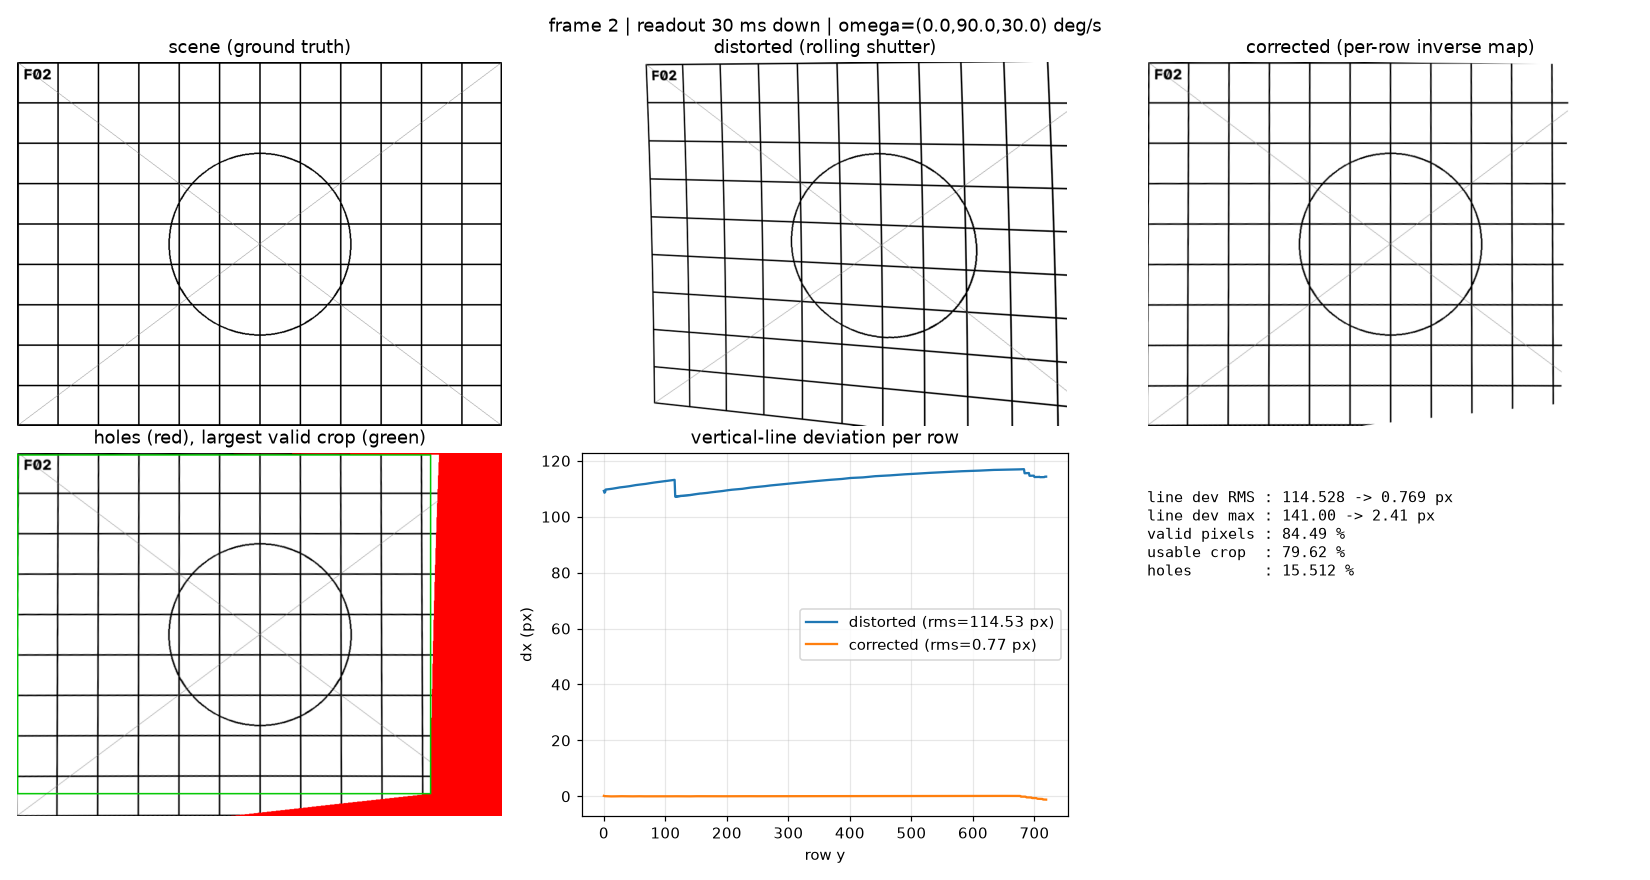 frame 2 | readout 30 ms down | omega=(0.0,90.0,30.0) deg/s
scene (ground truth)
distorted (rolling shutter)
corrected (per-row inverse map)
F02
F02
F02
holes (red), largest valid crop (green)
vertical-line deviation per row
F02
120
100
80
60
40
20
0
dx (px)
distorted (rms=114.53 px)
corrected (rms=0.77 px)
0 100 200 300 400 500 600 700
row y
line dev RMS : 114.528 -> 0.769 px
line dev max : 141.00 -> 2.41 px
valid pixels : 84.49 %
usable crop : 79.62 %
holes : 15.512 %